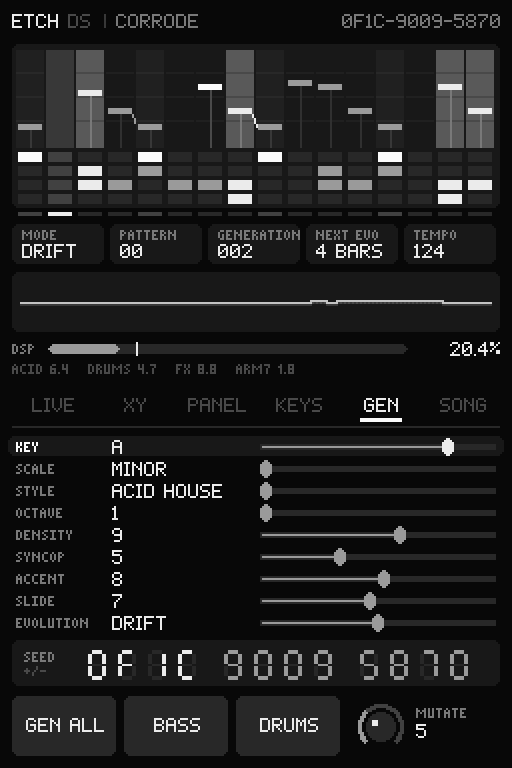 ETCH DS | CORRODE 0F1C-9009-5870
MODE PATTERN GENERATION NEXT EVO TEMPO
DRIFT 00 002 4 BARS 124
DSP 20.4%
ACID 6.4 DRUMS 4.7 FX 8.8 ARM7 1.8
LIVE XY PANEL KEYS GEN SONG
KEY A
SCALE MINOR
STYLE ACID HOUSE
OCTAVE 1
DENSITY 9
SYNCOP 5
ACCENT 8
SLIDE 7
EVOLUTION DRIFT
SEED 0F1C 9009 5870
+/-
GEN ALL BASS DRUMS MUTATE
5